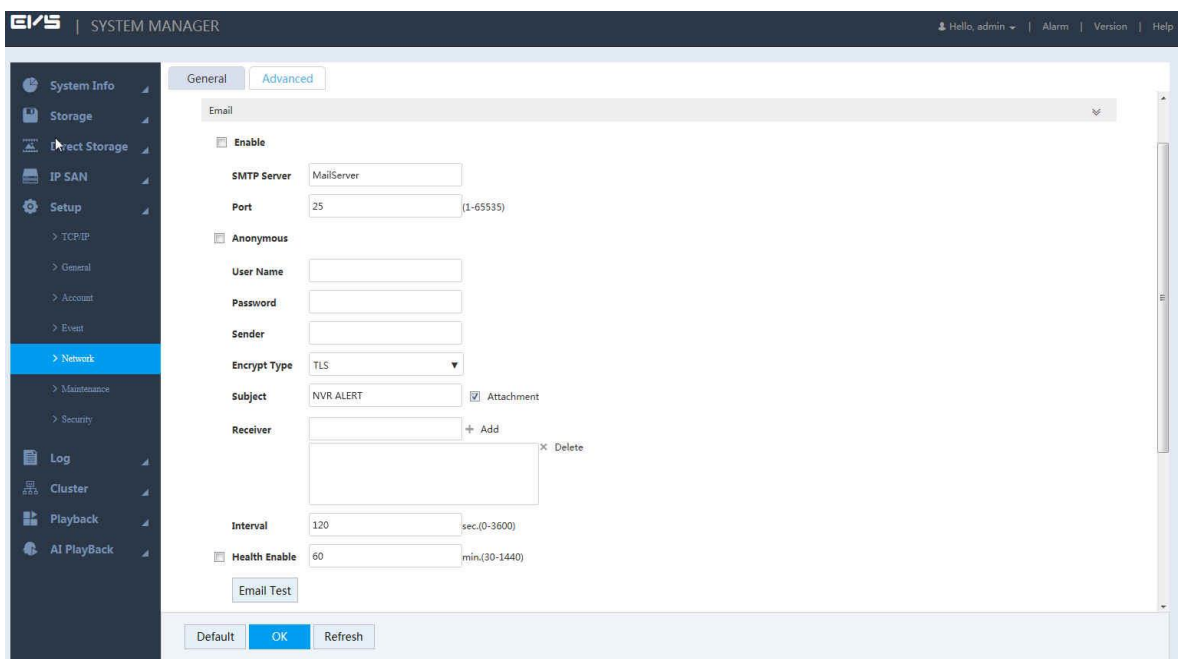 EVS | SYSTEM MANAGER
Hello, admin | Alarm | Version | Help
System Info
Storage
Direct Storage
IP SAN
Setup
> TCP/IP
> General
> Account
> Event
> Network
> Maintenance
> Security
Log
Cluster
Playback
AI PlayBack
General Advanced
Email
Enable
SMTP Server MailServer
Port 25 (1-65535)
Anonymous
User Name
Password
Sender
Encrypt Type TLS
Subject NVR ALERT Attachment
Receiver + Add
× Delete
Interval 120 sec.(0-3600)
Health Enable 60 min.(30-1440)
Email Test
Default OK Refresh